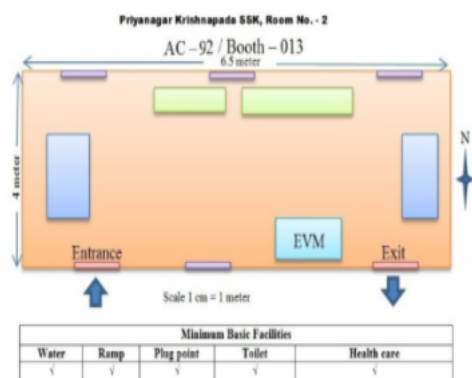 Priyanagar Krishnapada SSK, Room No. - 2
AC – 92 / Booth – 013
6.5 meter
4 meter
N
EVM
Entrance
Exit
Scale 1 cm = 1 meter
Minimum Basic Facilities
Water Ramp Plug point Toilet Health care
√ √ √ √ √